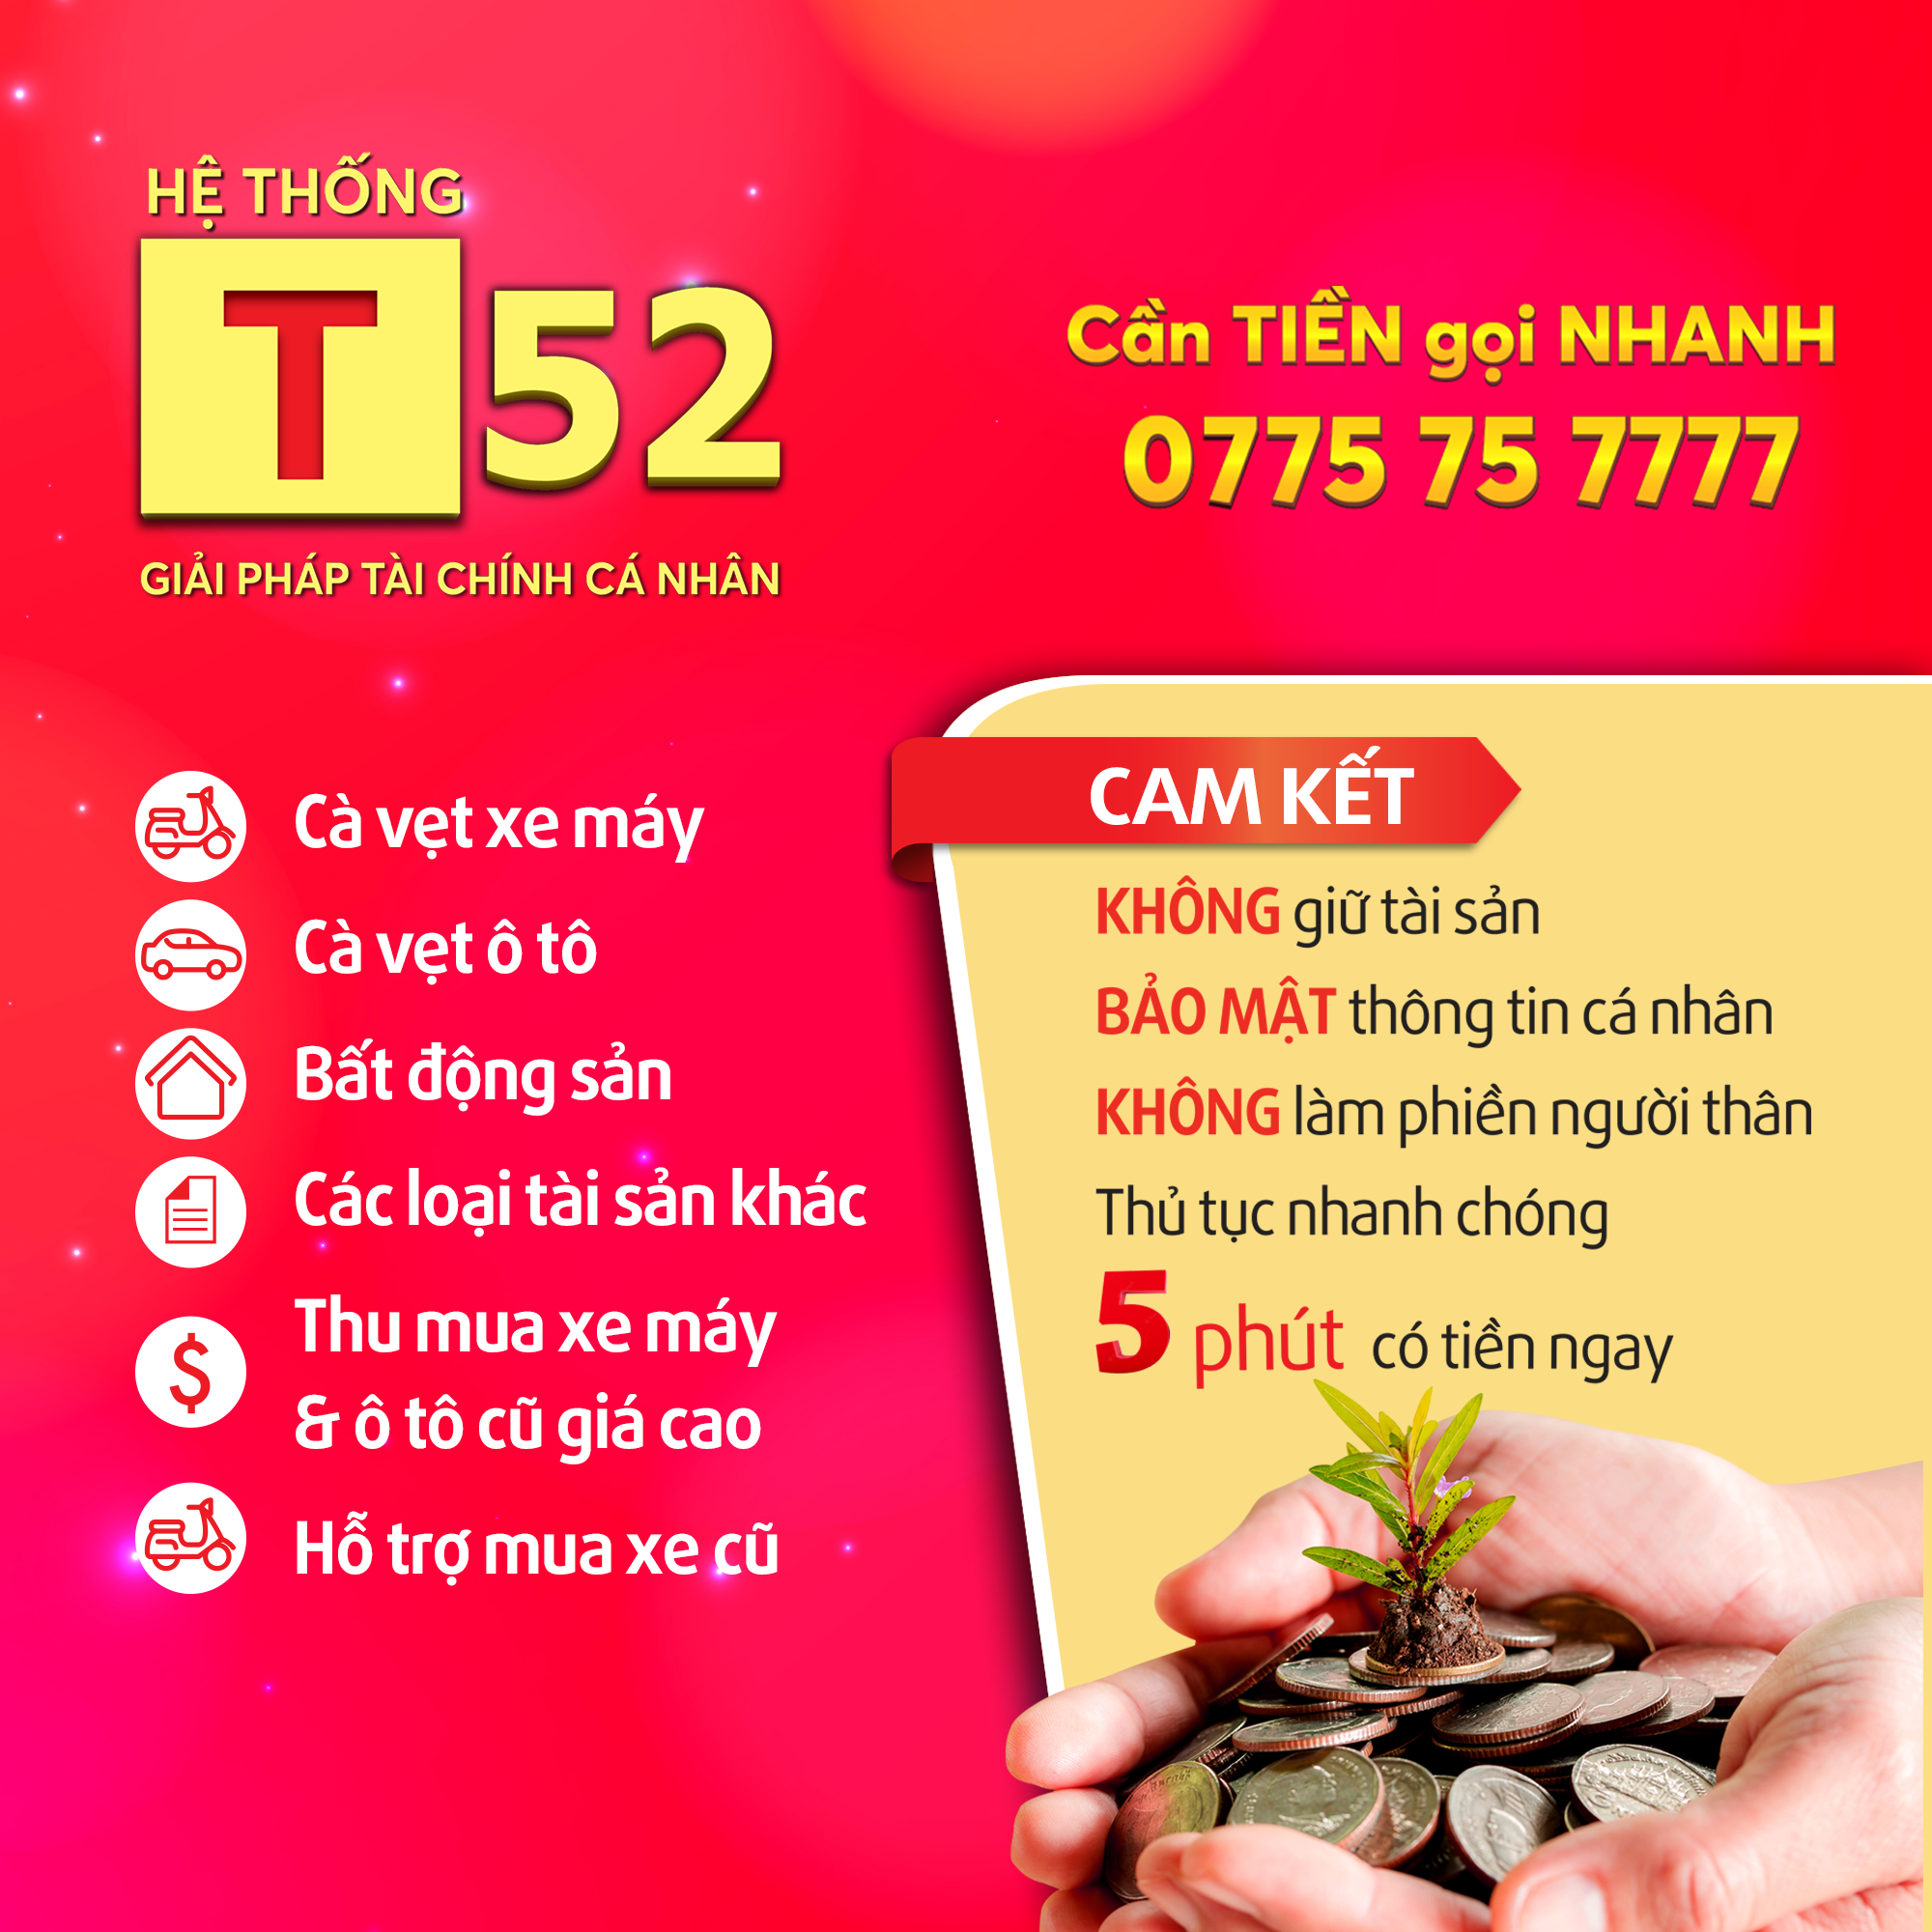 HỆ THỐNG
T52
GIẢI PHÁP TÀI CHÍNH CÁ NHÂN
Cần TIỀN gọi NHANH
0775 75 7777
Cà vẹt xe máy
Cà vẹt ô tô
Bất động sản
Các loại tài sản khác
$
Thu mua xe máy
& ô tô cũ giá cao
Hỗ trợ mua xe cũ
CAM KẾT
KHÔNG giữ tài sản
BẢO MẬT thông tin cá nhân
KHÔNG làm phiền người thân
Thủ tục nhanh chóng
5 phút có tiền ngay